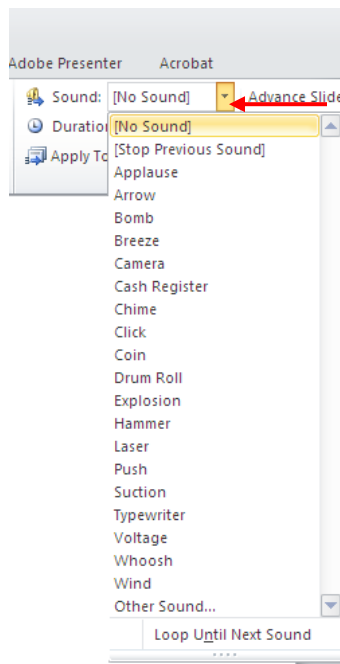 Adobe Presenter Acrobat
Sound: [No Sound] Advance Slide
Duration [No Sound]
Apply To [Stop Previous Sound]
Applause
Arrow
Bomb
Breeze
Camera
Cash Register
Chime
Click
Coin
Drum Roll
Explosion
Hammer
Laser
Push
Suction
Typewriter
Voltage
Whoosh
Wind
Other Sound...
Loop Until Next Sound